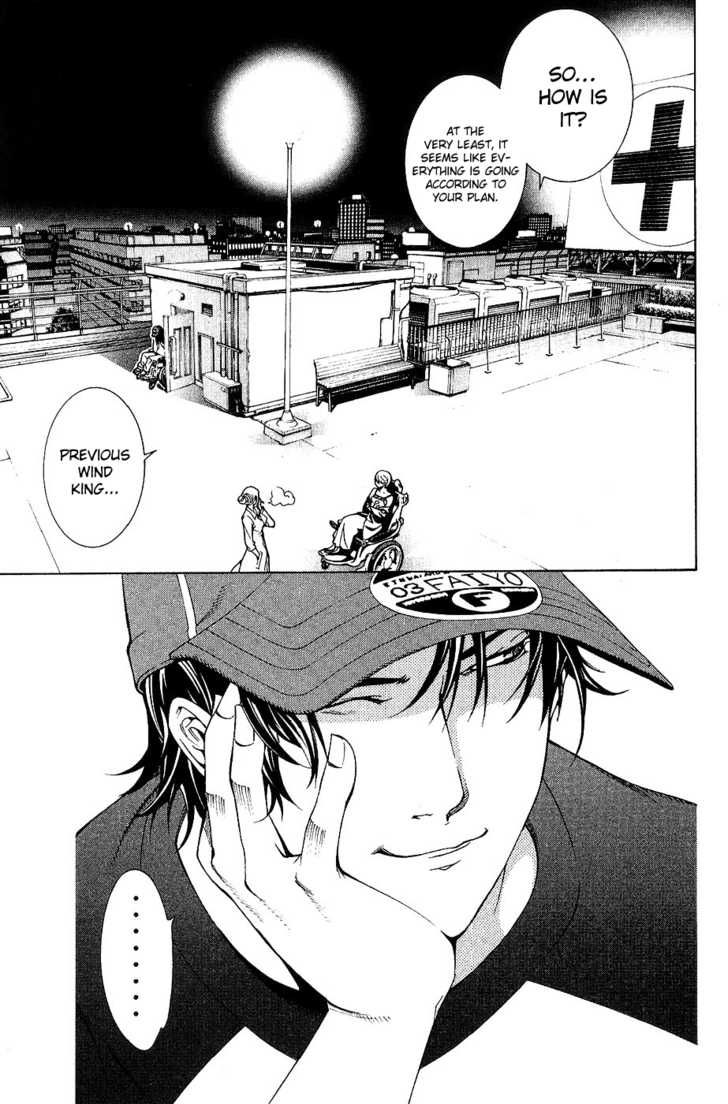 SO...
HOW IS
IT?
AT THE
VERY LEAST, IT
SEEMS LIKE EV-
ERYTHING IS GOING
ACCORDING TO
YOUR PLAN.
PREVIOUS
WIND
KING...
03 FAIYO
F
.......